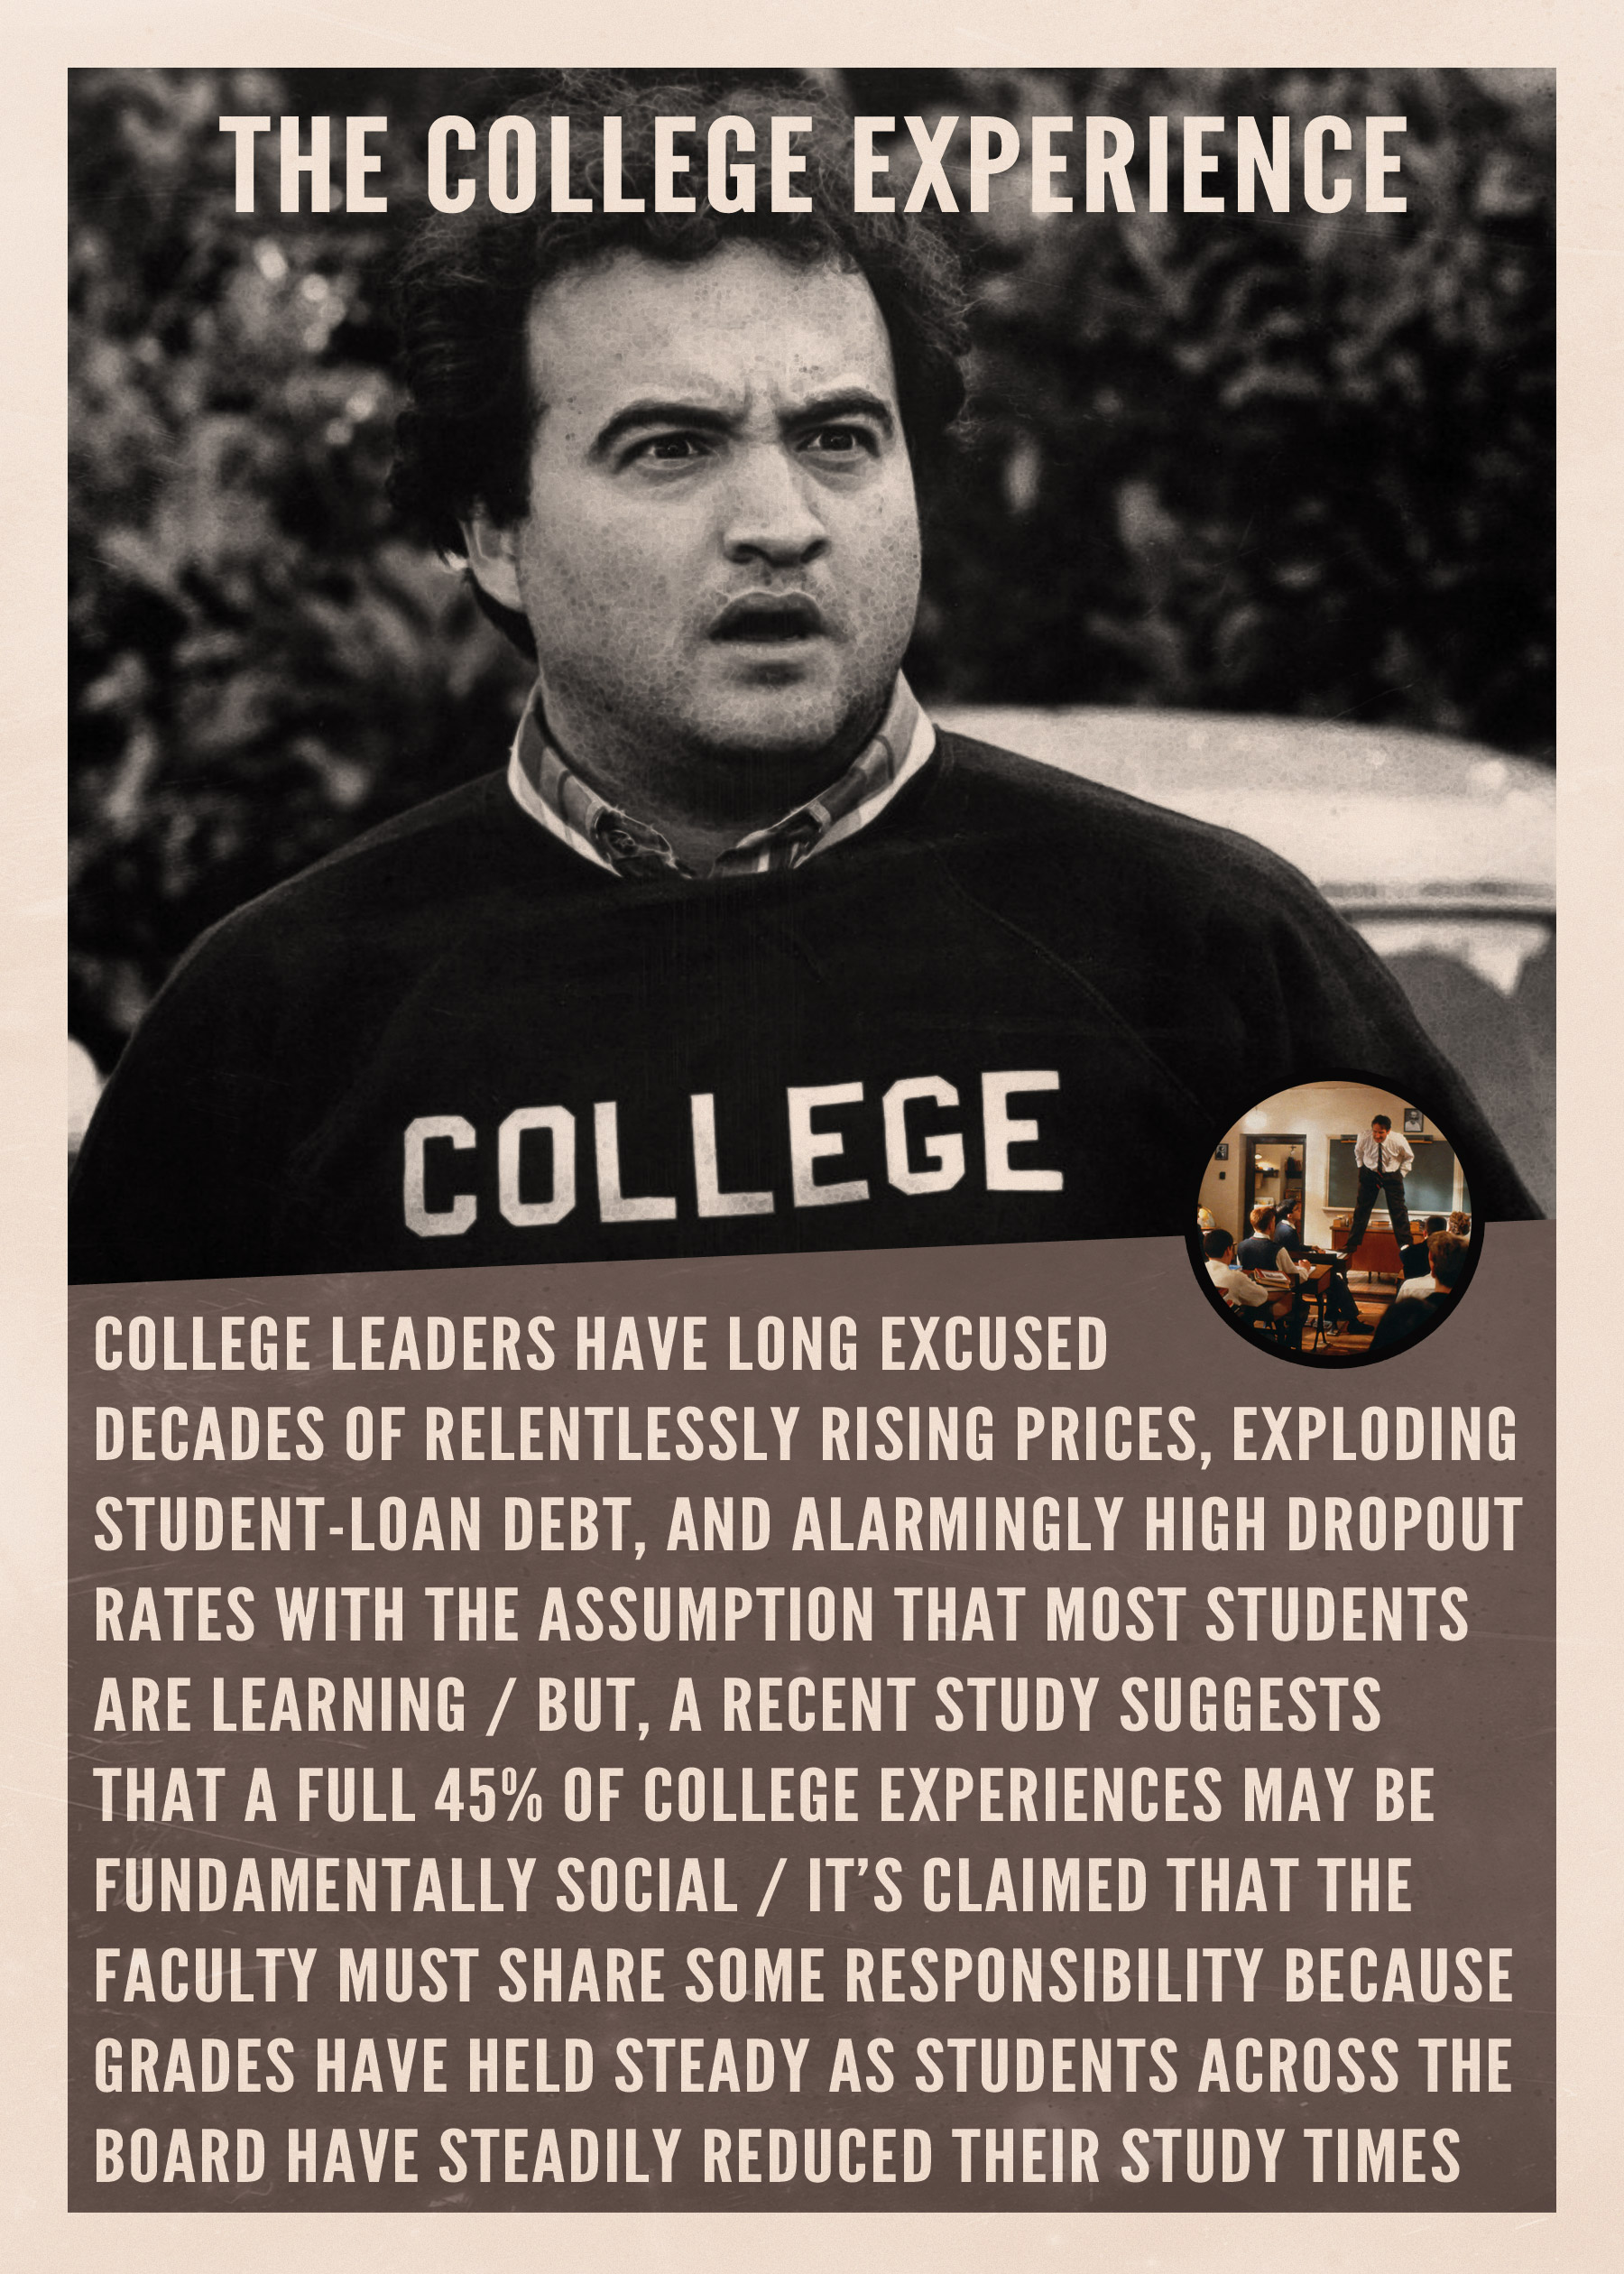 THE COLLEGE EXPERIENCE
COLLEGE
COLLEGE LEADERS HAVE LONG EXCUSED
DECADES OF RELENTLESSLY RISING PRICES, EXPLODING
STUDENT-LOAN DEBT, AND ALARMINGLY HIGH DROPOUT
RATES WITH THE ASSUMPTION THAT MOST STUDENTS
ARE LEARNING / BUT, A RECENT STUDY SUGGESTS
THAT A FULL 45% OF COLLEGE EXPERIENCES MAY BE
FUNDAMENTALLY SOCIAL / IT’S CLAIMED THAT THE
FACULTY MUST SHARE SOME RESPONSIBILITY BECAUSE
GRADES HAVE HELD STEADY AS STUDENTS ACROSS THE
BOARD HAVE STEADILY REDUCED THEIR STUDY TIMES